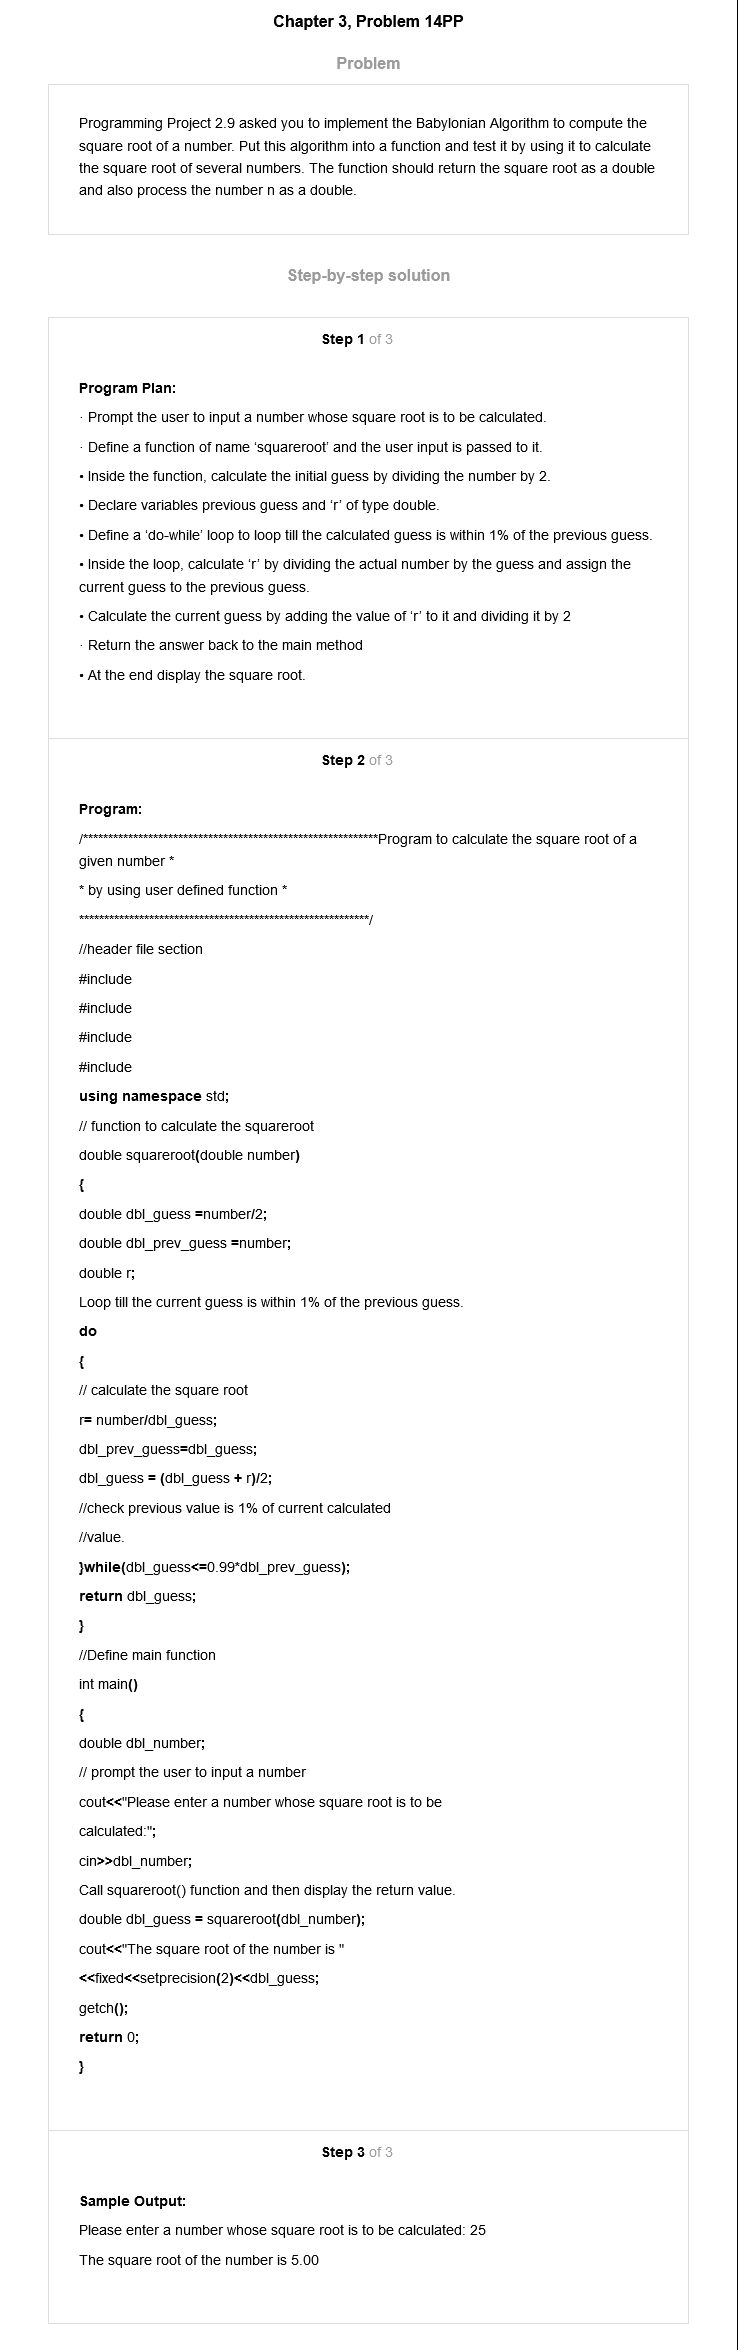 Chapter 3, Problem 14PP
Problem
Programming Project 2.9 asked you to implement the Babylonian Algorithm to compute the
square root of a number. Put this algorithm into a function and test it by using it to calculate
the square root of several numbers. The function should return the square root as a double
and also process the number n as a double.
Step-by-step solution
Step 1 of 3
Program Plan:
· Prompt the user to input a number whose square root is to be calculated.
· Define a function of name ‘squareroot’ and the user input is passed to it.
• Inside the function, calculate the initial guess by dividing the number by 2.
• Declare variables previous guess and ‘r’ of type double.
• Define a ‘do-while’ loop to loop till the calculated guess is within 1% of the previous guess.
• Inside the loop, calculate ‘r’ by dividing the actual number by the guess and assign the
current guess to the previous guess.
• Calculate the current guess by adding the value of ‘r’ to it and dividing it by 2
· Return the answer back to the main method
• At the end display the square root.
Step 2 of 3
Program:
/***********************************************************Program to calculate the square root of a
given number *
* by using user defined function *
**********************************************************/
//header file section
#include
#include
#include
#include
using namespace std;
// function to calculate the squareroot
double squareroot(double number)
{
double dbl_guess =number/2;
double dbl_prev_guess =number;
double r;
Loop till the current guess is within 1% of the previous guess.
do
{
// calculate the square root
r= number/dbl_guess;
dbl_prev_guess=dbl_guess;
dbl_guess = (dbl_guess + r)/2;
//check previous value is 1% of current calculated
//value.
}while(dbl_guess<=0.99*dbl_prev_guess);
return dbl_guess;
}
//Define main function
int main()
{
double dbl_number;
// prompt the user to input a number
cout<<"Please enter a number whose square root is to be
calculated:";
cin>>dbl_number;
Call squareroot() function and then display the return value.
double dbl_guess = squareroot(dbl_number);
cout<<"The square root of the number is "
<<fixed<<setprecision(2)<<dbl_guess;
getch();
return 0;
}
Step 3 of 3
Sample Output:
Please enter a number whose square root is to be calculated: 25
The square root of the number is 5.00